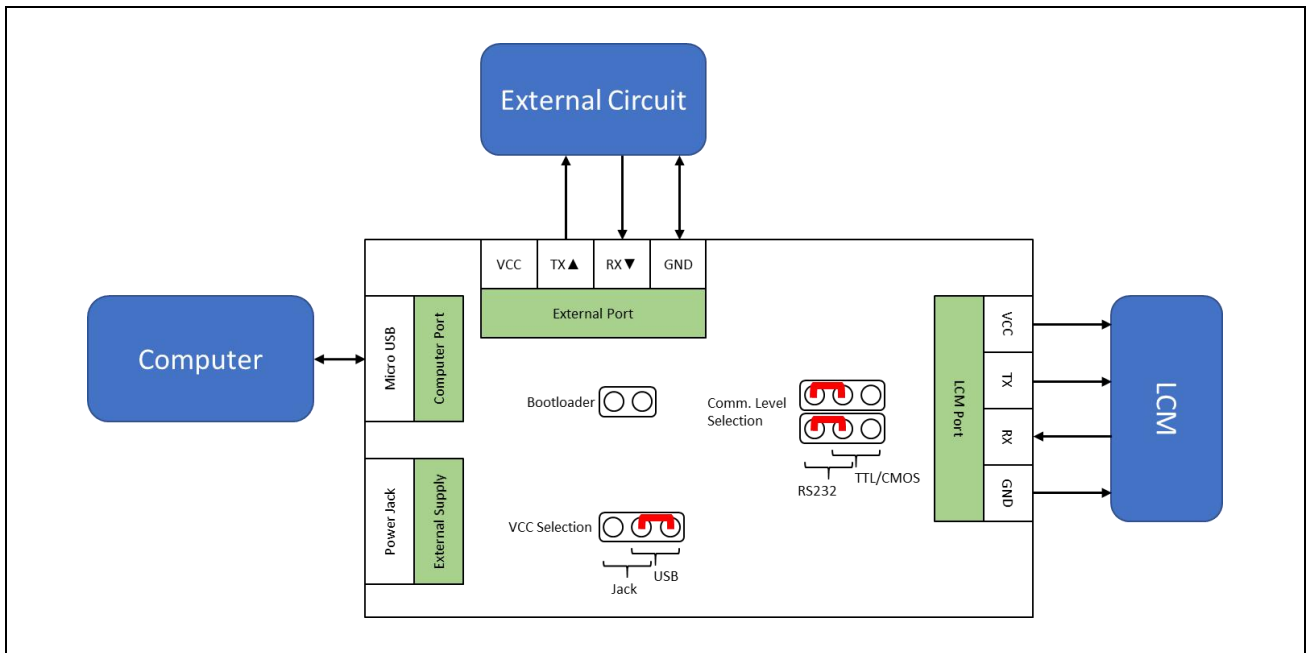 External Circuit
VCC
TX▲
RX▼
GND
External Port
Computer
Micro USB
Computer Port
Bootloader
Comm. Level
Selection
RS232
TTL/CMOS
LCM Port
VCC
TX
RX
GND
LCM
Power Jack
External Supply
VCC Selection
Jack
USB